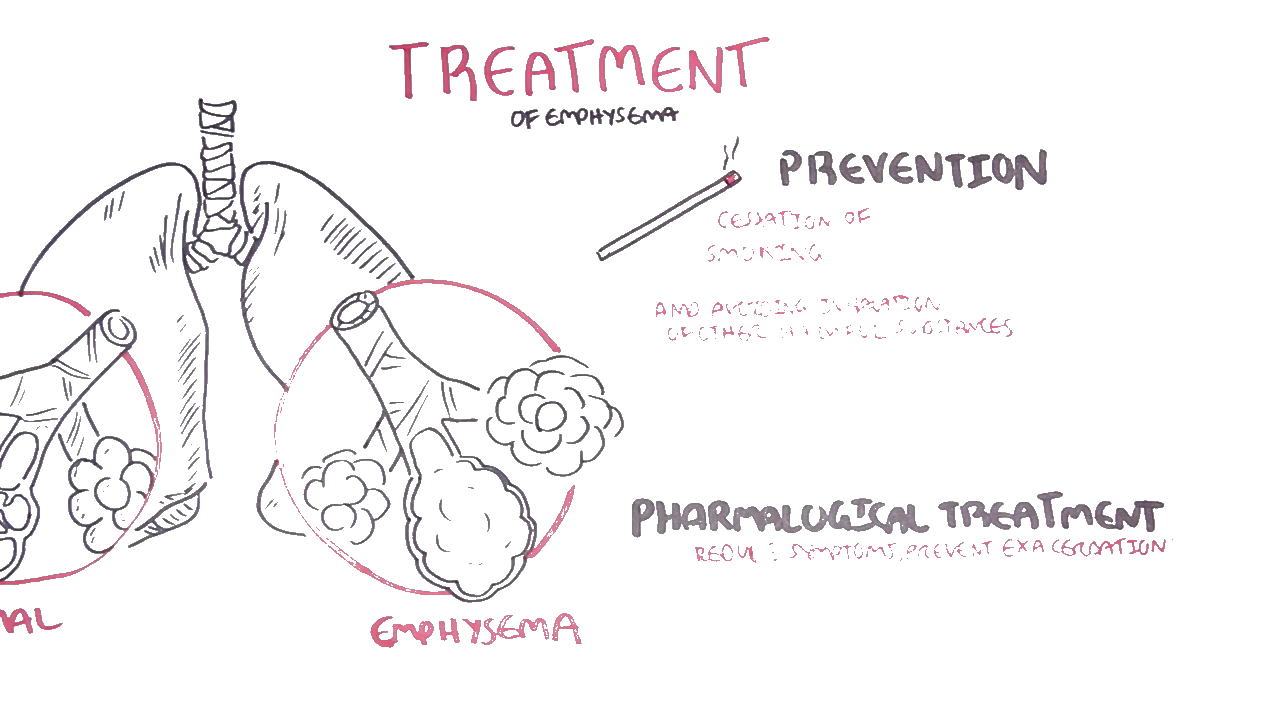 TREATMENT
OF EMPHYSEMA
PREVENTION
CESSATION OF
SMOKING
AND AVOIDING INHALATION
OF OTHER HARMFUL SUBSTANCES
PHARMALOGICAL TREATMENT
REDUCE SYMPTOMS, PREVENT EXACERBATION
EMPHYSEMA